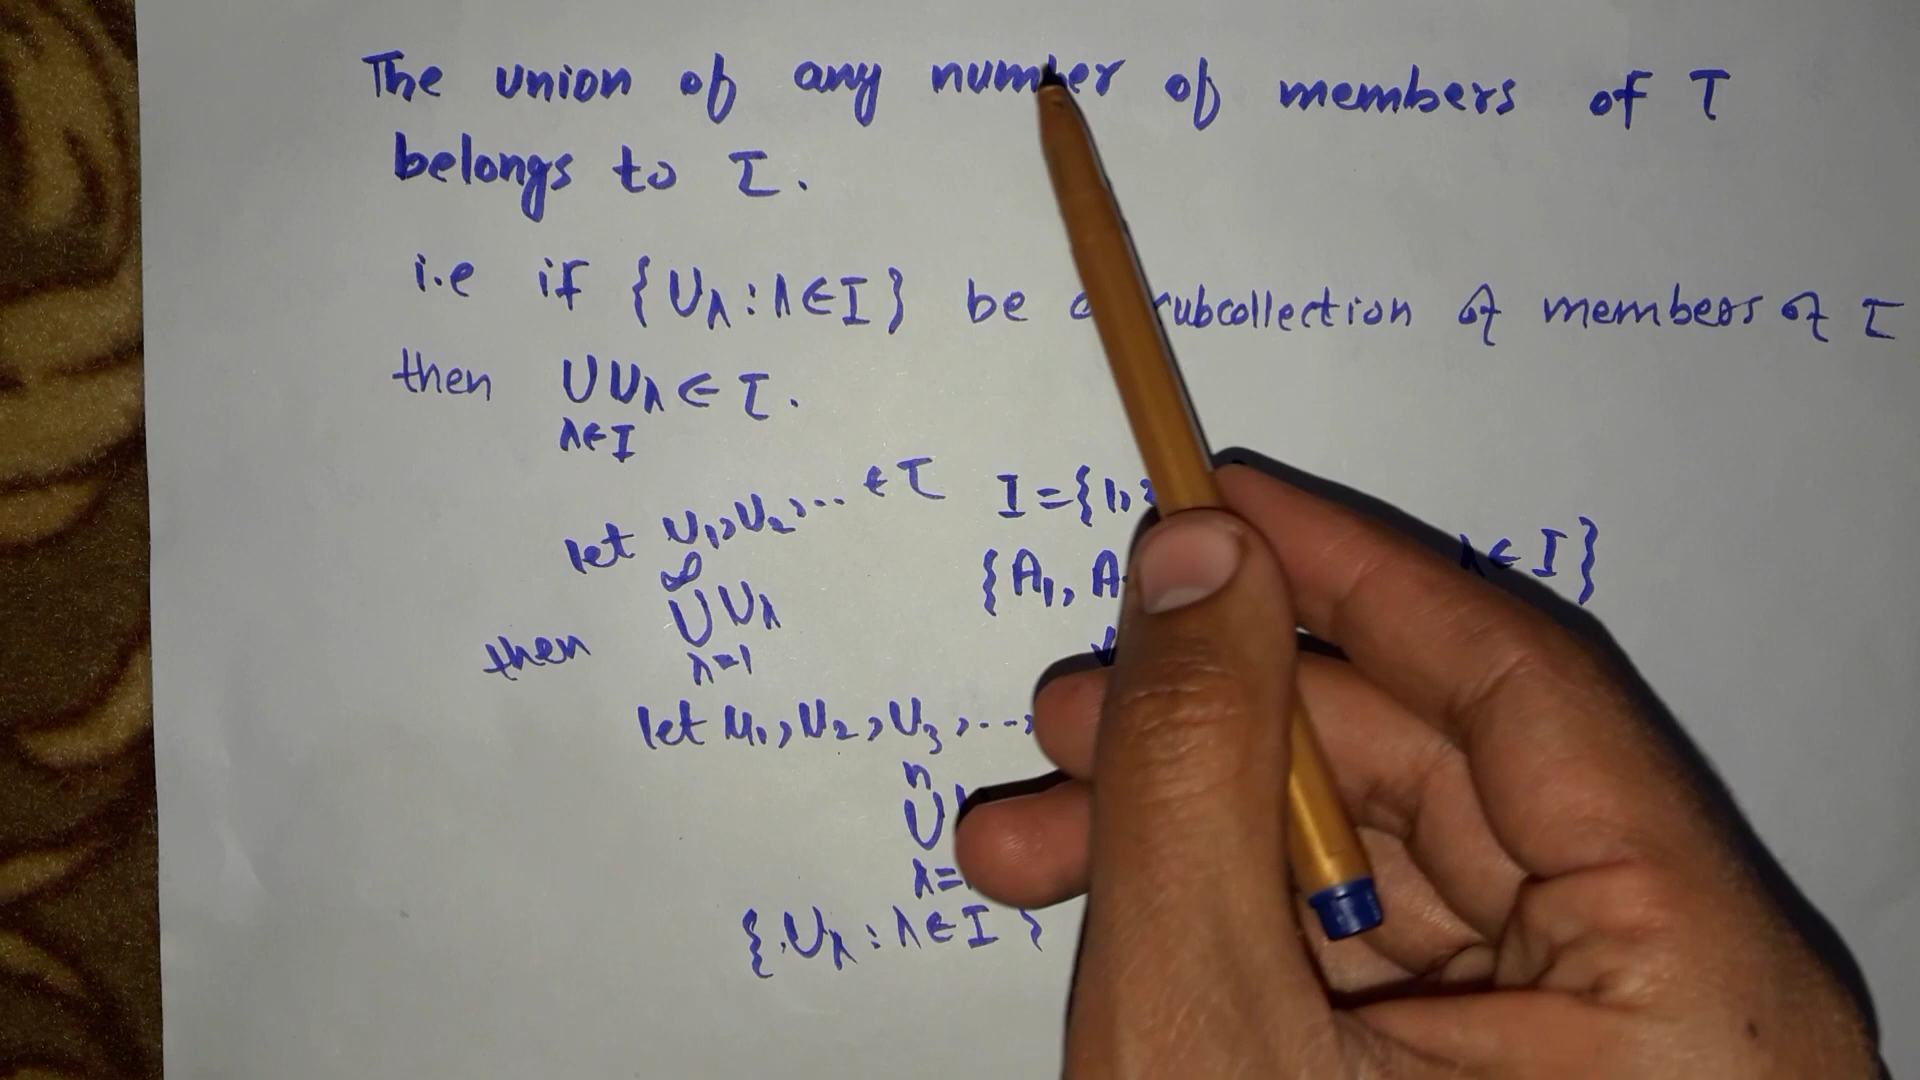 The union of any number of members of τ
belongs to τ.
i.e if {Uλ : λ∈I} be a subcollection of members of τ
then ∪Uλ ∈ τ.
λ∈I
let U1, U2, ... ∈ τ I = {1,
∞
then ∪Uλ {A1, A λ∈I}
λ=1
let U1, U2, U3, ...,
n
∪
λ=
{Uλ : λ∈I}